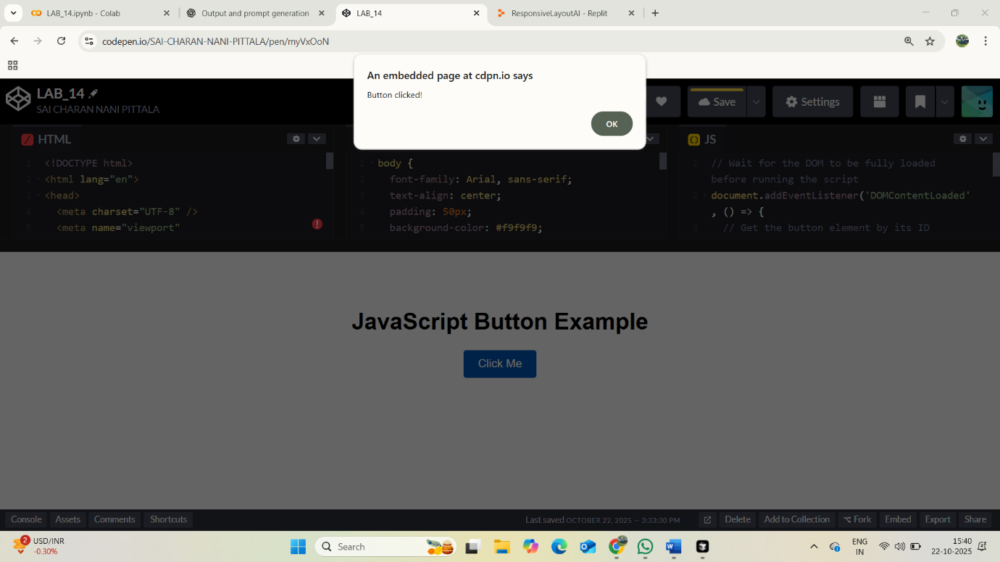 LAB_14.ipynb - Colab
Output and prompt generation
LAB_14
ResponsiveLayoutAI - Replit
codepen.io/SAI-CHARAN-NANI-PITTALA/pen/myVxOoN
An embedded page at cdpn.io says
Button clicked!
OK
LAB_14
SAI CHARAN NANI PITTALA
Save
Settings
HTML
1 <!DOCTYPE html>
2 <html lang="en">
3 <head>
4 <meta charset="UTF-8" />
5 <meta name="viewport"
1 body {
2 font-family: Arial, sans-serif;
3 text-align: center;
4 padding: 50px;
5 background-color: #f9f9f9;
JS
1 // Wait for the DOM to be fully loaded
before running the script
2 document.addEventListener('DOMContentLoaded'
, () => {
3 // Get the button element by its ID
JavaScript Button Example
Click Me
Console Assets Comments Shortcuts
Last saved OCTOBER 22, 2025 — 3:33:30 PM
Delete Add to Collection Fork Embed Export Share
2
USD/INR
-0.30%
Search
ENG
IN
15:40
22-10-2025